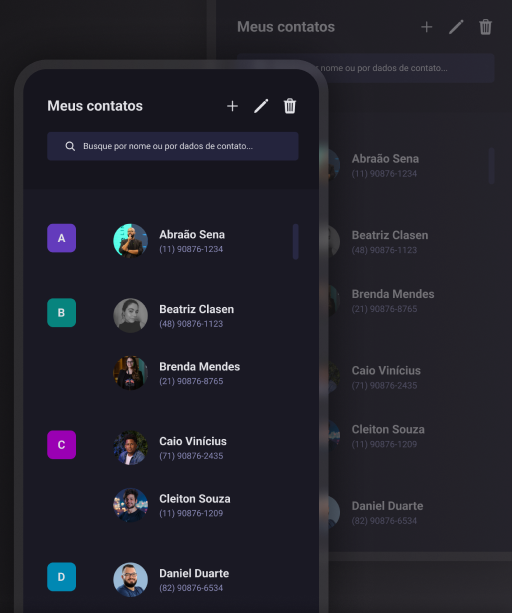 Meus contatos
Busque por nome ou por dados de contato...
A
Abraão Sena
(11) 90876-1234
B
Beatriz Clasen
(48) 90876-1123
Brenda Mendes
(21) 90876-8765
C
Caio Vinícius
(71) 90876-2435
Cleiton Souza
(11) 90876-1209
D
Daniel Duarte
(82) 90876-6534
Meus contatos
nome ou por dados de contato...
Abraão Sena
(11) 90876-1234
Beatriz Clasen
(48) 90876-1123
Brenda Mendes
(21) 90876-8765
Caio Vinícius
(71) 90876-2435
Cleiton Souza
(11) 90876-1209
Daniel Duarte
(82) 90876-6534